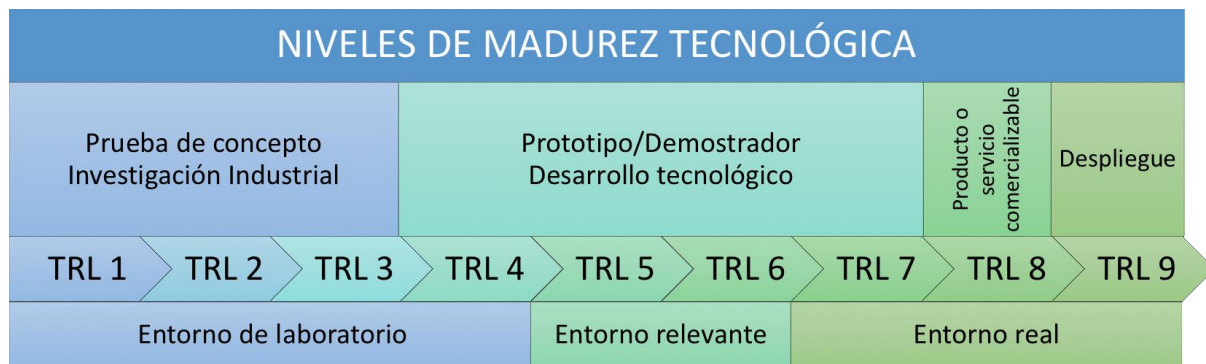 NIVELES DE MADUREZ TECNOLÓGICA
Prueba de concepto
Investigación Industrial
Prototipo/Demostrador
Desarrollo tecnológico
Producto o
servicio
comercializable
Despliegue
TRL 1
TRL 2
TRL 3
TRL 4
TRL 5
TRL 6
TRL 7
TRL 8
TRL 9
Entorno de laboratorio
Entorno relevante
Entorno real